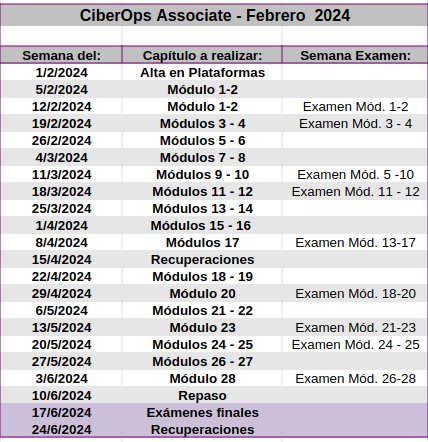 CiberOps Associate - Febrero  2024
Semana del: Capítulo a realizar: Semana Examen:
1/2/2024 Alta en Plataformas
5/2/2024 Módulo 1-2
12/2/2024 Módulo 1-2 Examen Mód. 1-2
19/2/2024 Módulos 3 - 4 Examen Mód. 3 - 4
26/2/2024 Módulos 5 - 6
4/3/2024 Módulos 7 - 8
11/3/2024 Módulos 9 - 10 Examen Mód. 5 -10
18/3/2024 Módulos 11 - 12 Examen Mód. 11 - 12
25/3/2024 Módulos 13 - 14
1/4/2024 Módulos 15 - 16
8/4/2024 Módulos 17 Examen Mód. 13-17
15/4/2024 Recuperaciones
22/4/2024 Módulos 18 - 19
29/4/2024 Módulo 20 Examen Mód. 18-20
6/5/2024 Módulos 21 - 22
13/5/2024 Módulo 23 Examen Mód. 21-23
20/5/2024 Módulos 24 - 25 Examen Mód. 24 - 25
27/5/2024 Módulos 26 - 27
3/6/2024 Módulo 28 Examen Mód. 26-28
10/6/2024 Repaso
17/6/2024 Exámenes finales
24/6/2024 Recuperaciones